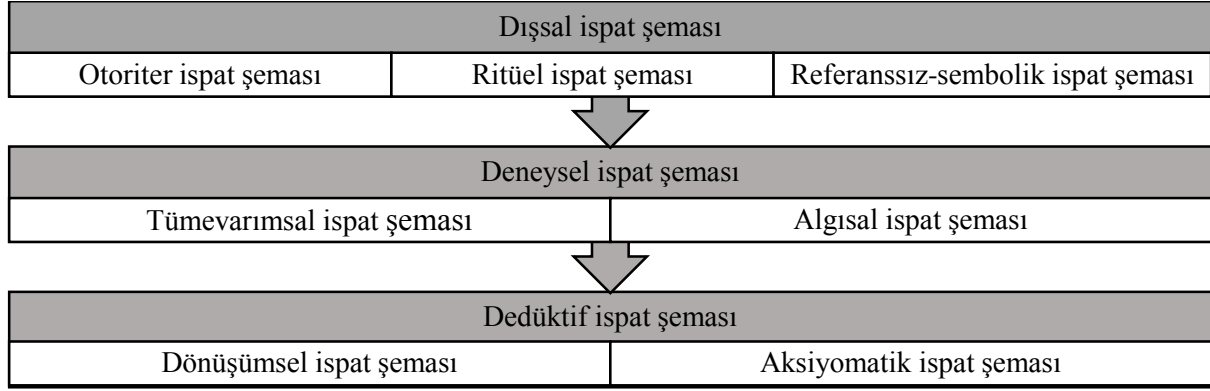 Dışsal ispat şeması
Otoriter ispat şeması Ritüel ispat şeması Referanssız-sembolik ispat şeması
Deneysel ispat şeması
Tümevarımsal ispat şeması Algısal ispat şeması
Dedüktif ispat şeması
Dönüşümsel ispat şeması Aksiyomatik ispat şeması